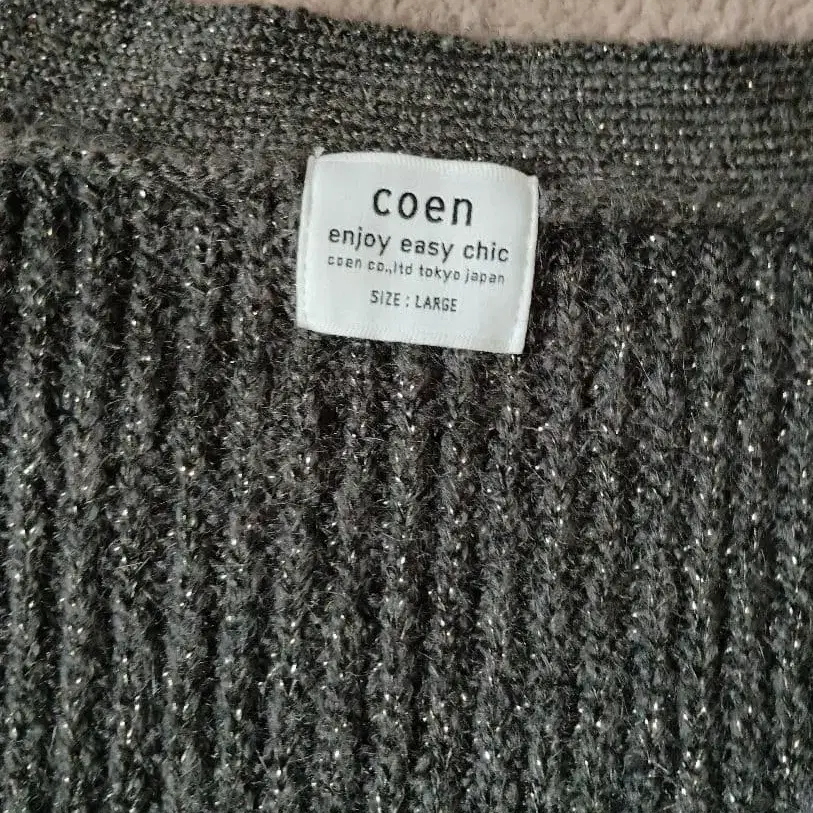 coen
enjoy easy chic
coen co.,ltd tokyo japan
SIZE : LARGE